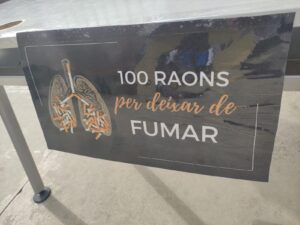 100 RAONS
per deixar de
FUMAR